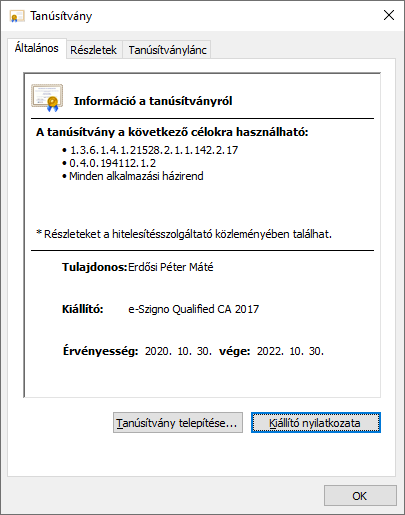 Tanúsítvány
Általános Részletek Tanúsítványlánc
Információ a tanúsítványról
A tanúsítvány a következő célokra használható:
• 1.3.6.1.4.1.21528.2.1.1.142.2.17
• 0.4.0.194112.1.2
• Minden alkalmazási házirend
* Részleteket a hitelesítésszolgáltató közleményében találhat.
Tulajdonos: Erdősi Péter Máté
Kiállító: e-Szigno Qualified CA 2017
Érvényesség: 2020. 10. 30. vége: 2022. 10. 30.
Tanúsítvány telepítése... Kiállító nyilatkozata
OK